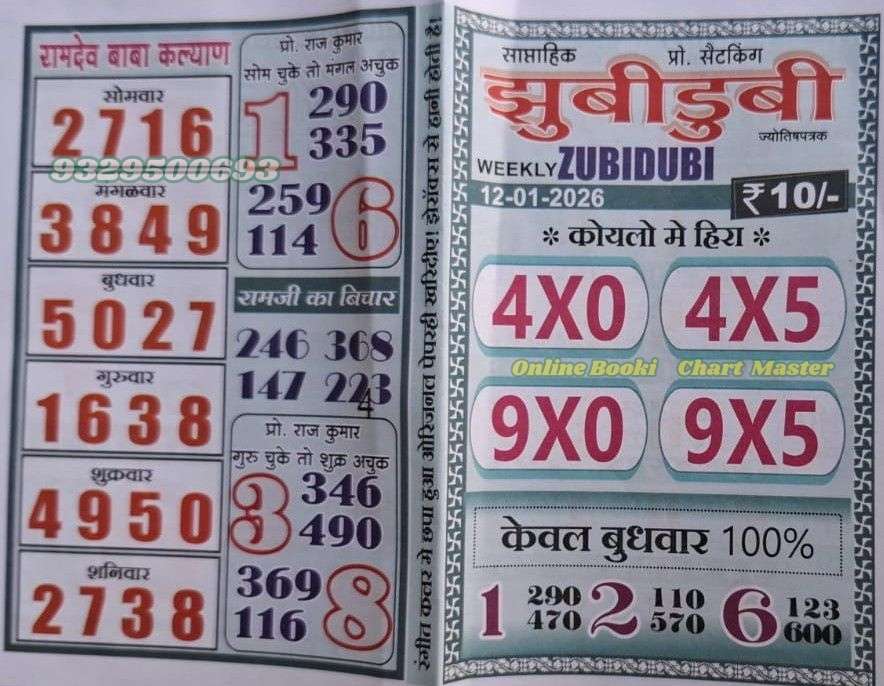 रामदेव बाबा कल्याण
सोमवार
2716
9329500693
मंगळवार
3849
बुधवार
5027
गुरुवार
1638
शुक्रवार
4950
शनिवार
2738
प्रो. राज कुमार
सोम चुके तो मंगल अचुक
1 290
335
259 6
114
रामजी का बिचार
246 368
147 223
4
प्रो. राज कुमार
गुरु चुके तो शुक्र अचुक
3 346
490
369 8
116
रंगीत कलर मे छपा हुआ ओरिजनल पेपरही खरिदीए! झेरॉक्स से हानी होती है।
साप्ताहिक प्रो. सैटकिंग
झुबीडुबी
ज्योतिषपत्रक
WEEKLY ZUBIDUBI
12-01-2026 ₹10/-
* कोयलो मे हिरा *
4X0 4X5
Online Booki Chart Master
9X0 9X5
केवल बुधवार 100%
1 290 2 110 6 123
470 570 600